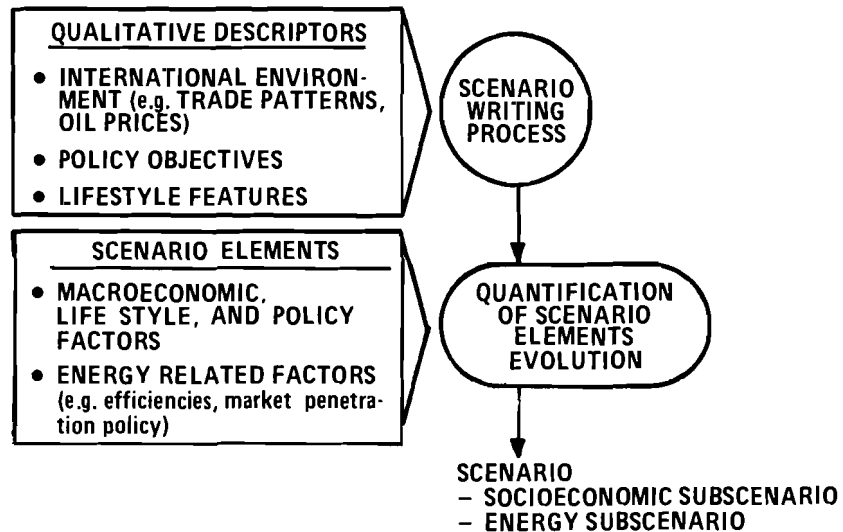 QUALITATIVE DESCRIPTORS
• INTERNATIONAL ENVIRON-
MENT (e.g. TRADE PATTERNS,
OIL PRICES)
• POLICY OBJECTIVES
• LIFESTYLE FEATURES
SCENARIO
WRITING
PROCESS
SCENARIO ELEMENTS
• MACROECONOMIC,
LIFE STYLE, AND POLICY
FACTORS
• ENERGY RELATED FACTORS
(e.g. efficiencies, market penetra-
tion policy)
QUANTIFICATION
OF SCENARIO
ELEMENTS
EVOLUTION
SCENARIO
– SOCIOECONOMIC SUBSCENARIO
– ENERGY SUBSCENARIO